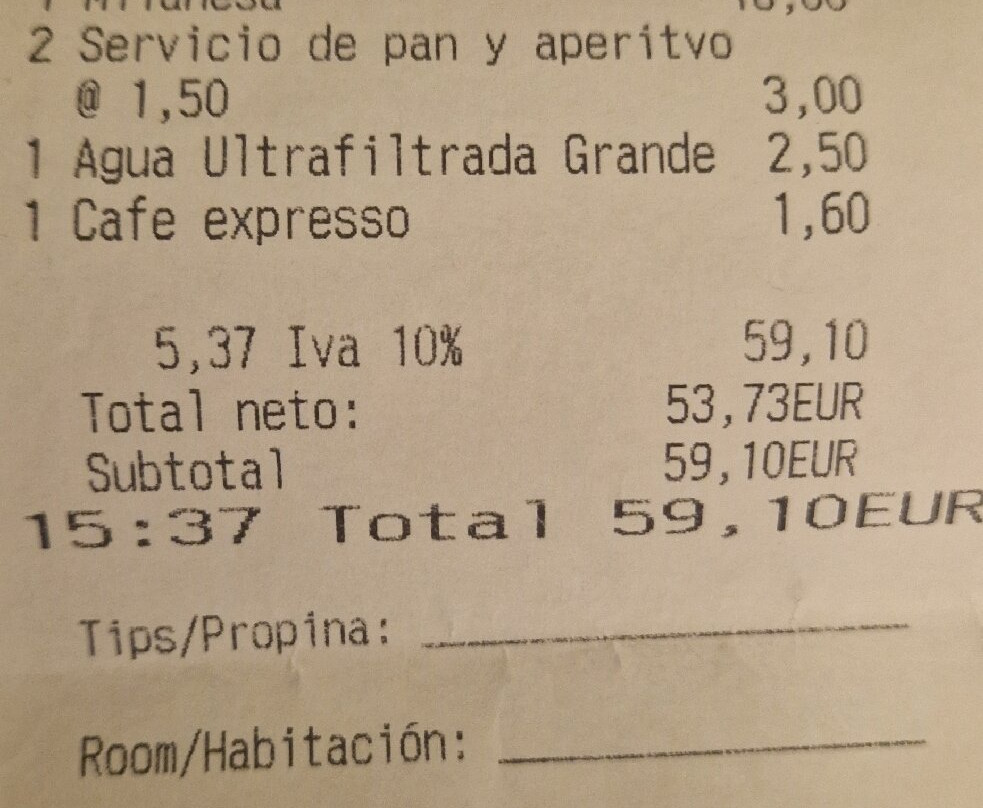 2 Servicio de pan y aperitvo
@ 1,50 3,00
1 Agua Ultrafiltrada Grande 2,50
1 Cafe expresso 1,60
5,37 Iva 10% 59,10
Total neto: 53,73EUR
Subtotal 59,10EUR
15:37 Total 59,10EUR
Tips/Propina:
Room/Habitación: